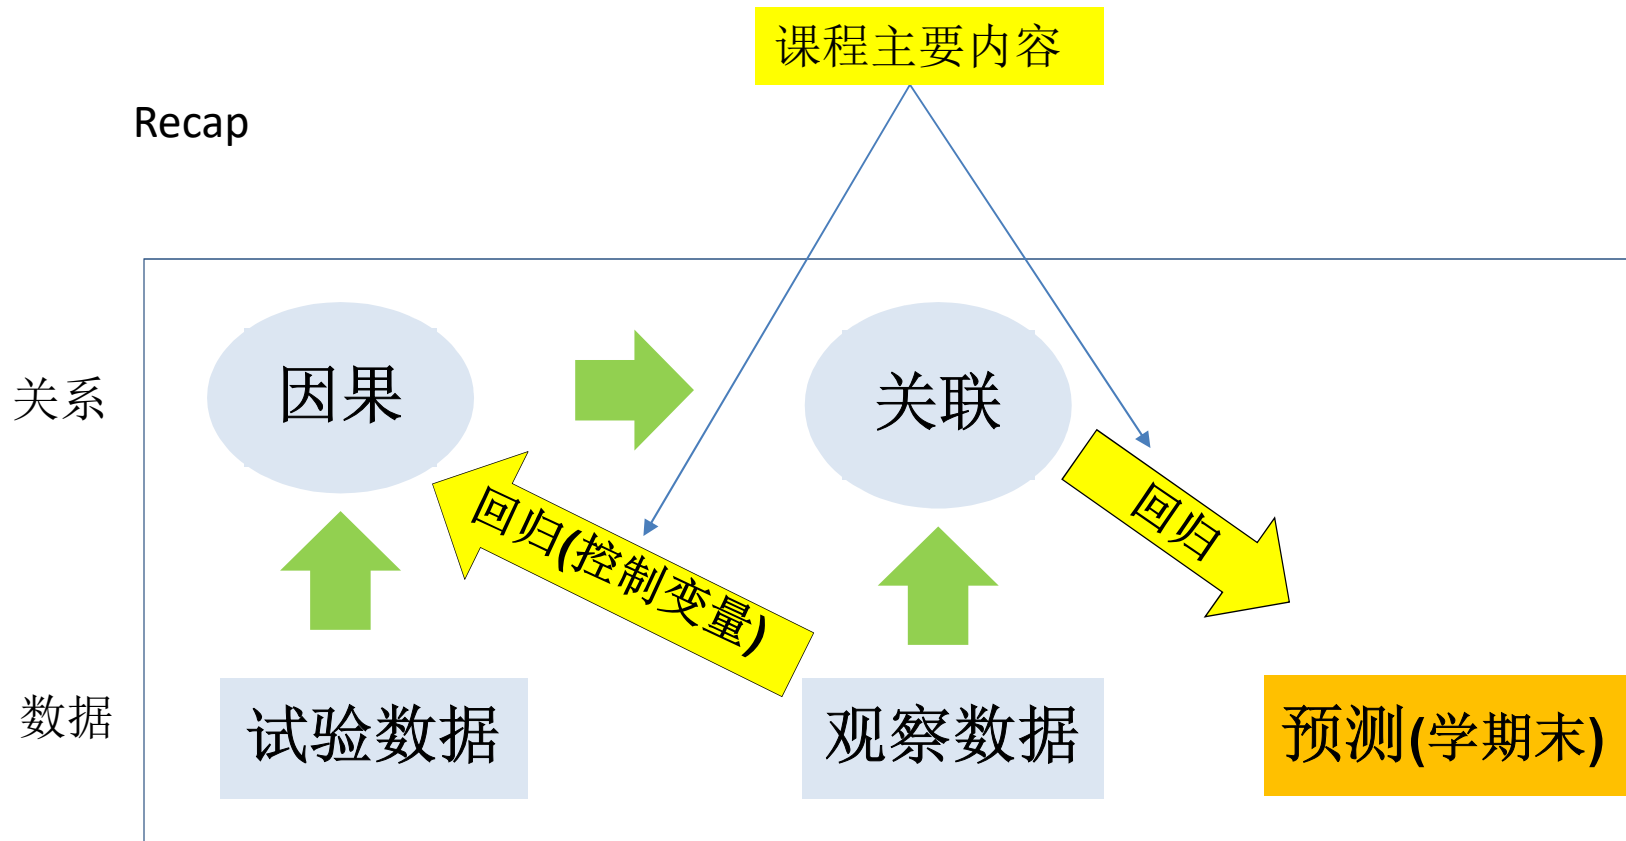 课程主要内容
Recap
关系
因果
关联
回归(控制变量)
回归
数据
试验数据
观察数据
预测(学期末)